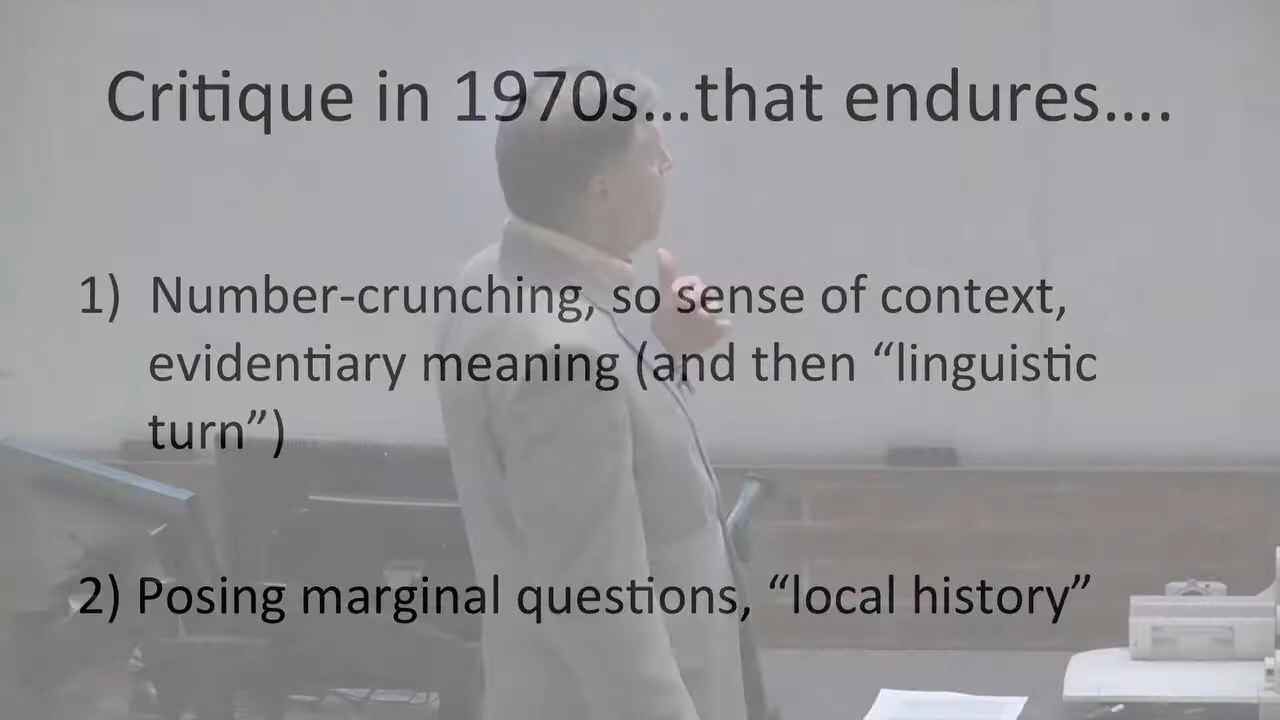 Critique in 1970s...that endures....
1) Number-crunching, so sense of context,
evidentiary meaning (and then “linguistic
turn”)
2) Posing marginal questions, “local history”